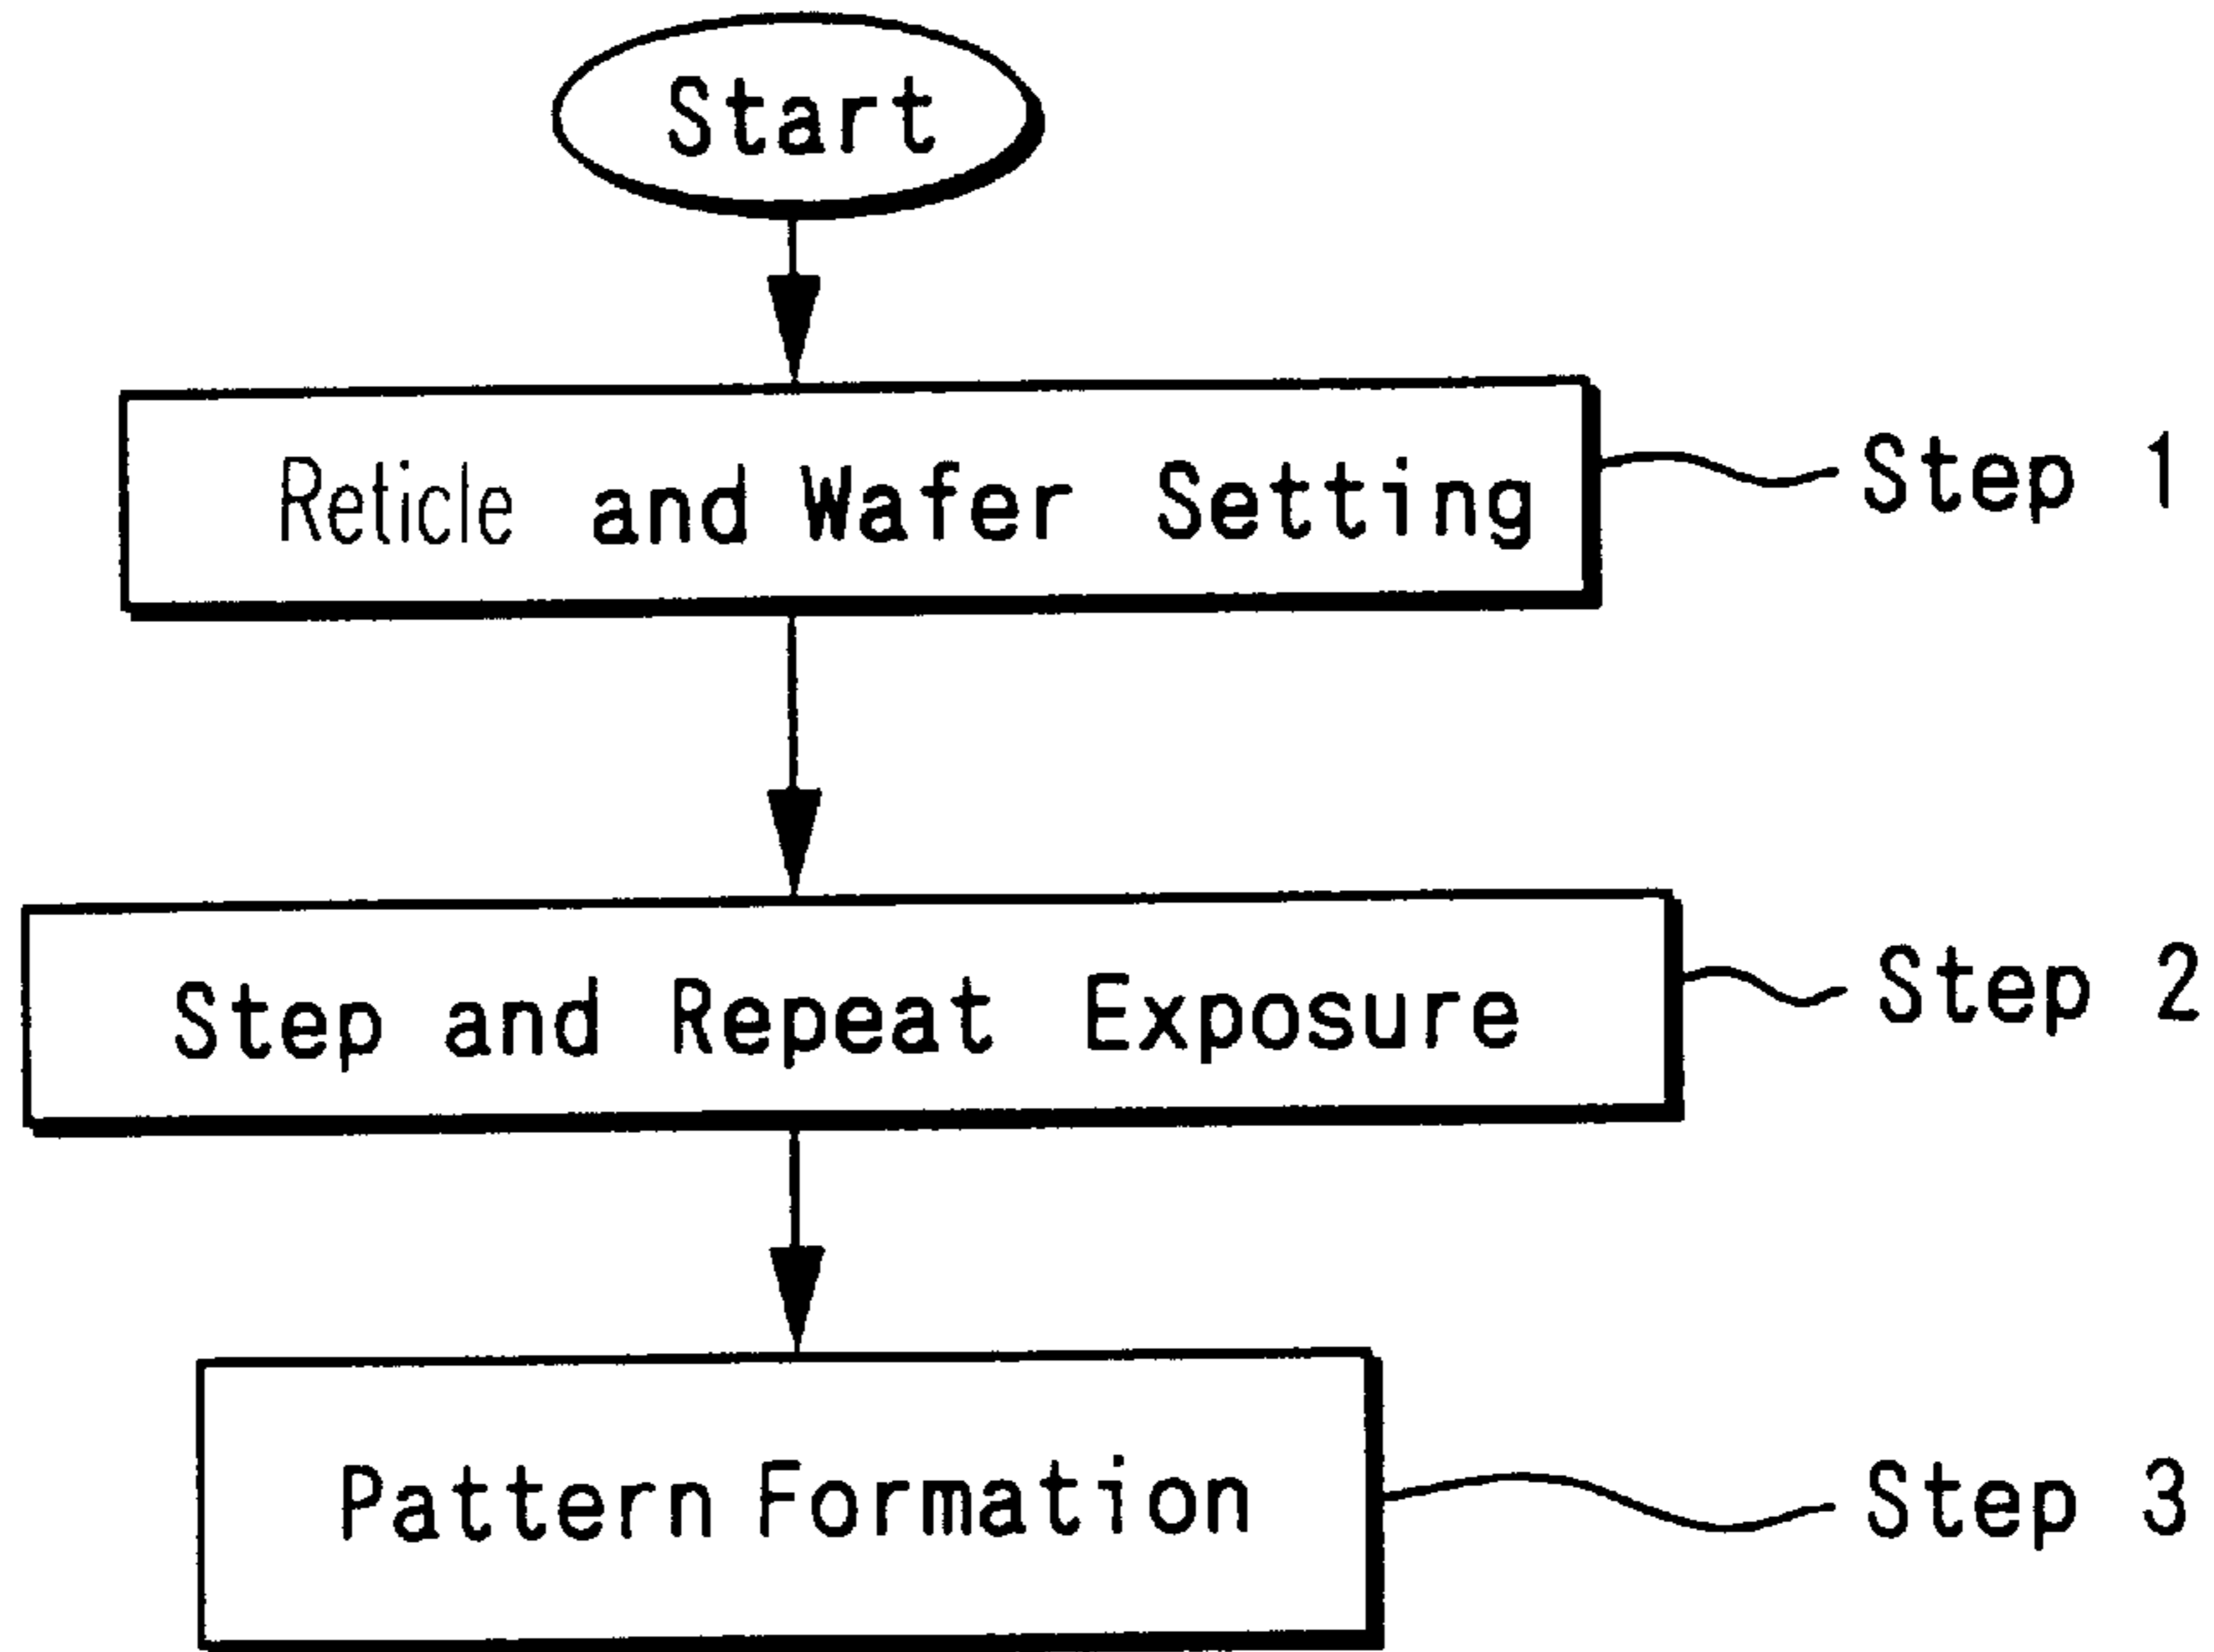 Start
Reticle and Wafer Setting
Step 1
Step and Repeat Exposure
Step 2
Pattern Formation
Step 3